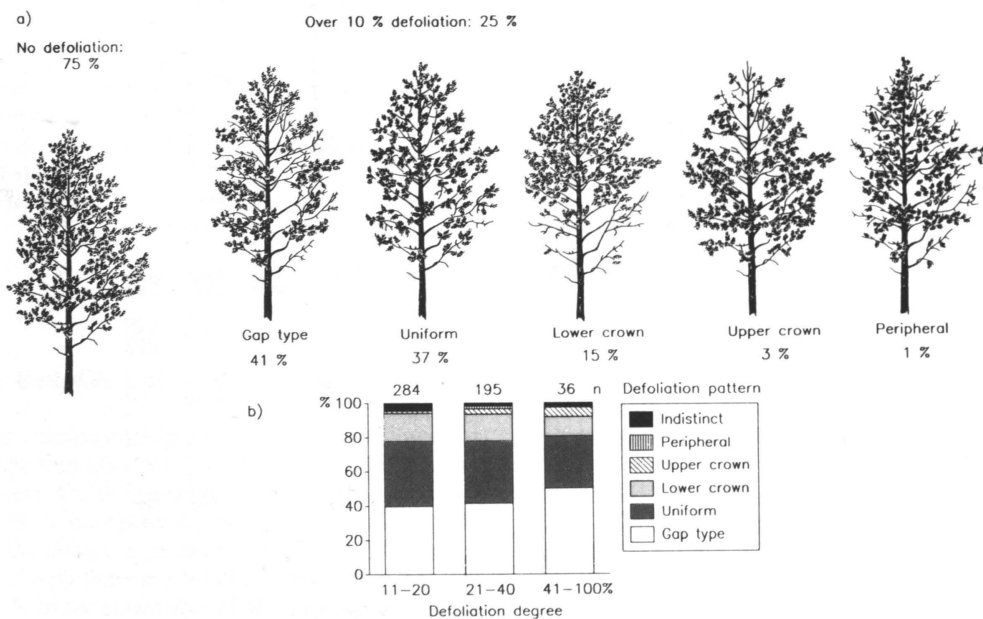 a)
Over 10 % defoliation: 25 %
No defoliation:
75 %
Gap type
Uniform
Lower crown
Upper crown
Peripheral
41 %
37 %
15 %
3 %
1 %
b)
%
284
195
36 n
Defoliation pattern
100
80
60
40
20
0
Indistinct
Peripheral
Upper crown
Lower crown
Uniform
Gap type
11–20
21–40
41–100%
Defoliation degree